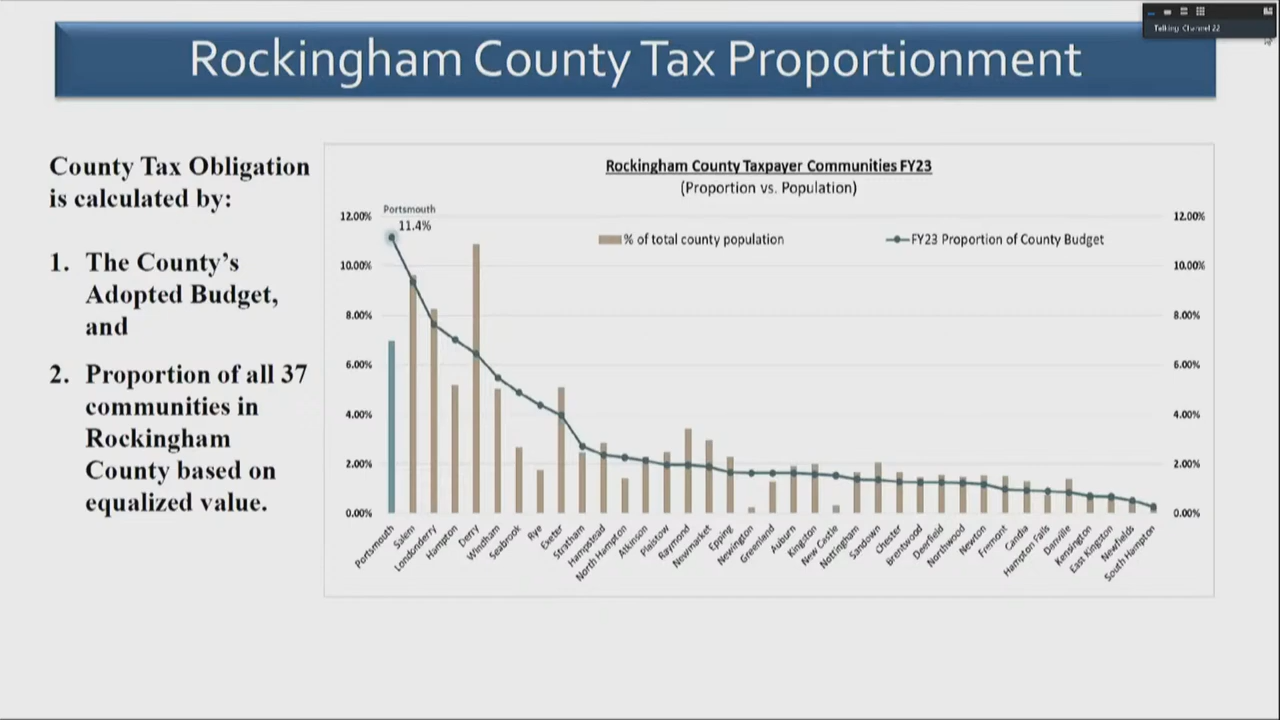 Rockingham County Tax Proportionment
Talking Channel 22
County Tax Obligation
is calculated by:
1. The County's
Adopted Budget,
and
2. Proportion of all 37
communities in
Rockingham
County based on
equalized value.
Rockingham County Taxpayer Communities FY23
(Proportion vs. Population)
% of total county population
FY23 Proportion of County Budget
Portsmouth
11.4%
12.00%
10.00%
8.00%
6.00%
4.00%
2.00%
0.00%
12.00%
10.00%
8.00%
6.00%
4.00%
2.00%
0.00%
Portsmouth
Salem
Londonderry
Hampton
Derry
Windham
Seabrook
Rye
Exeter
Stratham
Hampstead
North Hampton
Atkinson
Plaistow
Raymond
Newmarket
Epping
Newington
Greenland
Auburn
Kingston
New Castle
Nottingham
Sandown
Chester
Brentwood
Deerfield
Northwood
Newton
Fremont
Candia
Hampton Falls
Danville
Kensington
East Kingston
Newfields
South Hampton